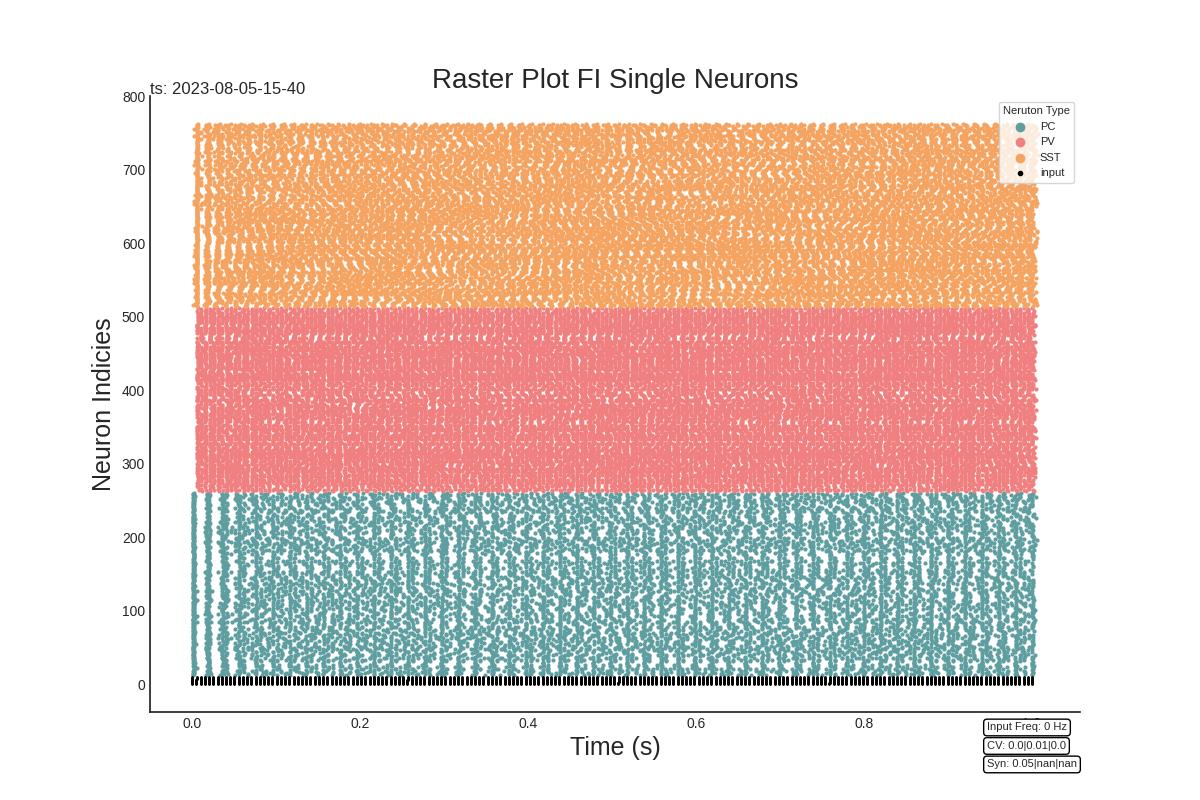 Raster Plot FI Single Neurons
ts: 2023-08-05-15-40
Neruton Type
PC
PV
SST
input
800
700
600
500
400
300
200
100
0
Neuron Indicies
0.0 0.2 0.4 0.6 0.8
Time (s)
Input Freq: 0 Hz
CV: 0.0|0.01|0.0
Syn: 0.05|nan|nan